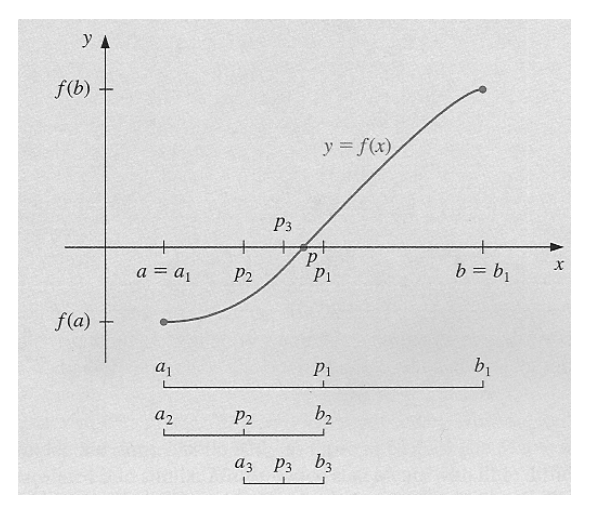 y
f(b)
y = f(x)
p₃
p
a = a₁ p₂ p₁ b = b₁ x
f(a)
a₁ p₁ b₁
a₂ p₂ b₂
a₃ p₃ b₃